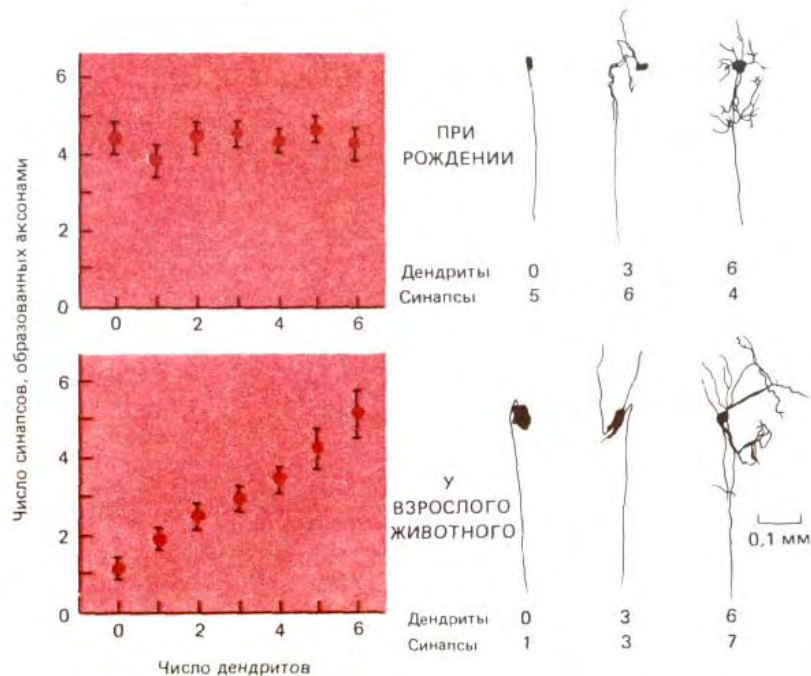 Число синапсов, образованных аксонами
6
4
2
0
0 2 4 6
ПРИ
РОЖДЕНИИ
Дендриты 0 3 6
Синапсы 5 6 4
6
4
2
0
0 2 4 6
Число дендритов
У
ВЗРОСЛОГО
ЖИВОТНОГО
0,1 мм
Дендриты 0 3 6
Синапсы 1 3 7